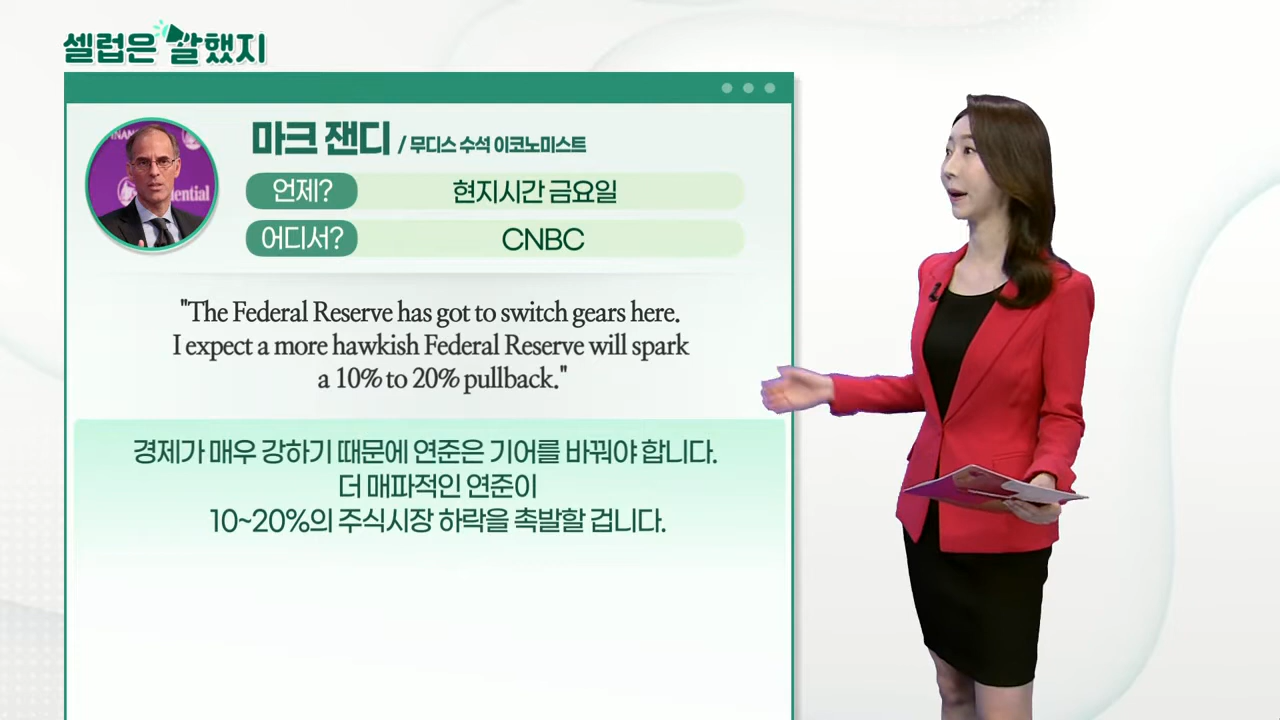 셀럽은 말했지
마크 잰디 / 무디스 수석 이코노미스트
언제? 현지시간 금요일
어디서? CNBC
"The Federal Reserve has got to switch gears here.
I expect a more hawkish Federal Reserve will spark
a 10% to 20% pullback."
경제가 매우 강하기 때문에 연준은 기어를 바꿔야 합니다.
더 매파적인 연준이
10~20%의 주식시장 하락을 촉발할 겁니다.